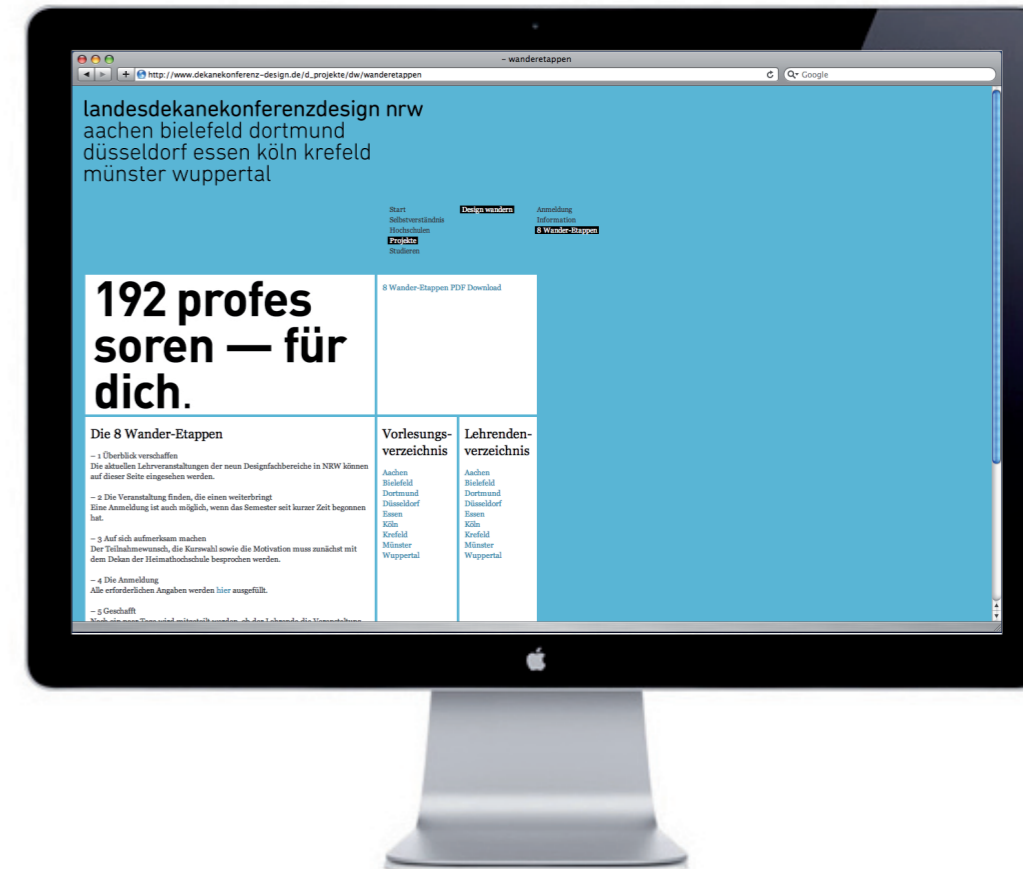 – wanderetappen
http://www.dekanekonferenz-design.de/d_projekte/dw/wanderetappen
Google
landesdekanekonferenzdesign nrw
aachen bielefeld dortmund
düsseldorf essen köln krefeld
münster wuppertal
Start
Selbstverständnis
Hochschulen
Projekte
Studieren
Design wandern
Anmeldung
Information
8 Wander-Etappen
192 profes
soren — für
dich.
8 Wander-Etappen PDF Download
Die 8 Wander-Etappen
– 1 Überblick verschaffen
Die aktuellen Lehrveranstaltungen der neun Designfachbereiche in NRW können
auf dieser Seite eingesehen werden.
– 2 Die Veranstaltung finden, die einen weiterbringt
Eine Anmeldung ist auch möglich, wenn das Semester seit kurzer Zeit begonnen
hat.
– 3 Auf sich aufmerksam machen
Der Teilnahmewunsch, die Kurswahl sowie die Motivation muss zunächst mit
dem Dekan der Heimathochschule besprochen werden.
– 4 Die Anmeldung
Alle erforderlichen Angaben werden hier ausgefüllt.
– 5 Geschafft
Vorlesungs-
verzeichnis
Aachen
Bielefeld
Dortmund
Düsseldorf
Essen
Köln
Krefeld
Münster
Wuppertal
Lehrenden-
verzeichnis
Aachen
Bielefeld
Dortmund
Düsseldorf
Essen
Köln
Krefeld
Münster
Wuppertal